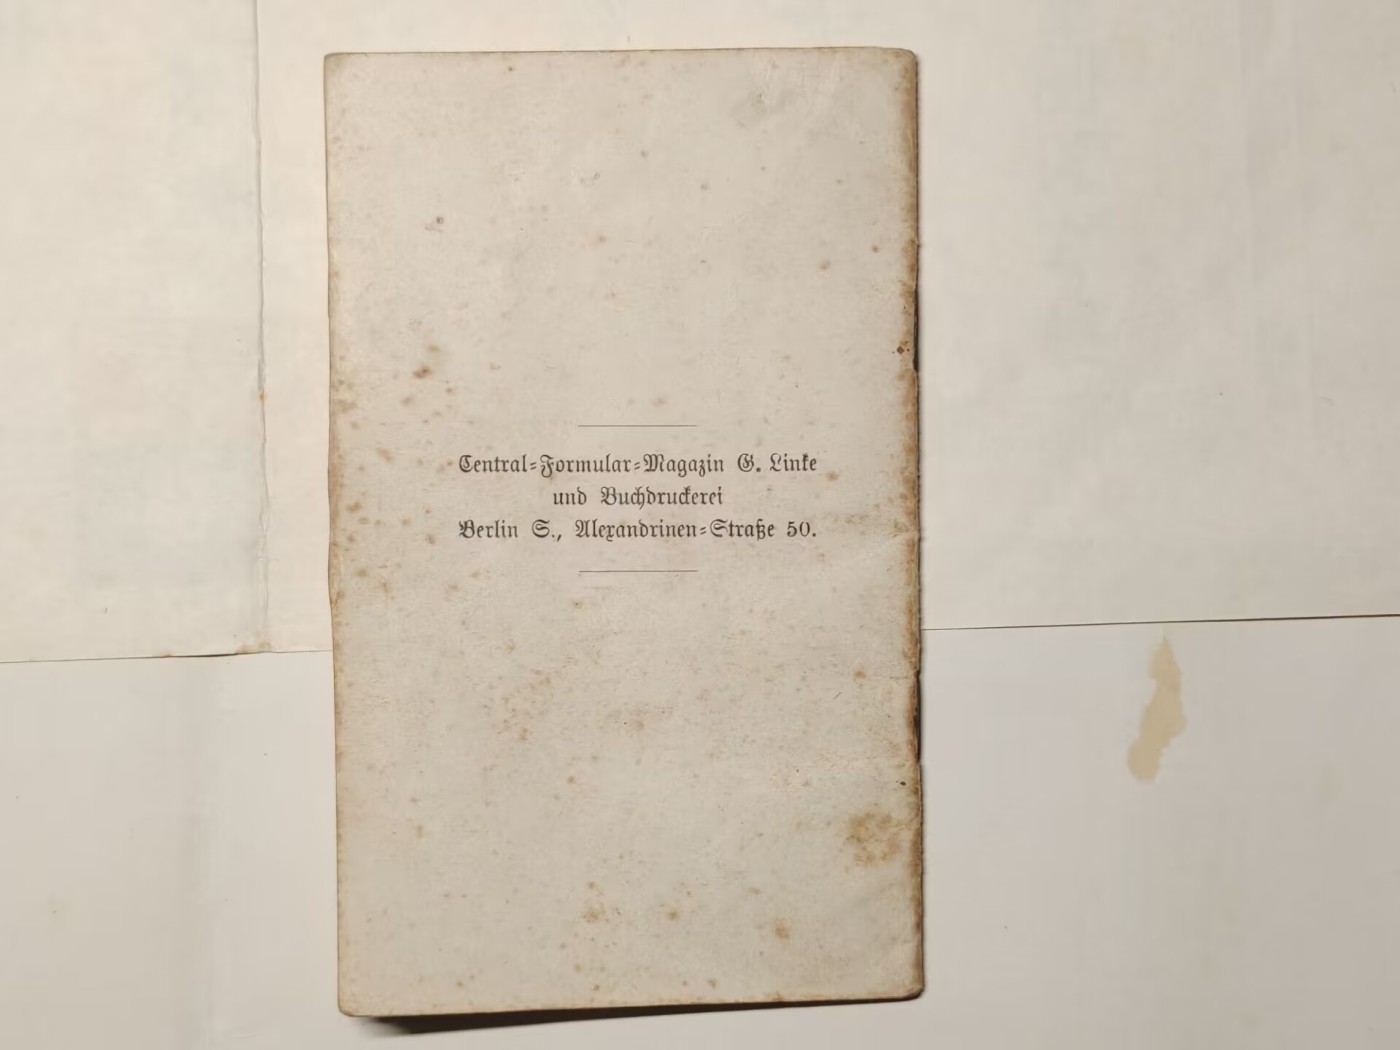 Central-Formular-Magazin G. Linke
und Buchdruckerei
Berlin S., Alexandrinen-Straße 50.